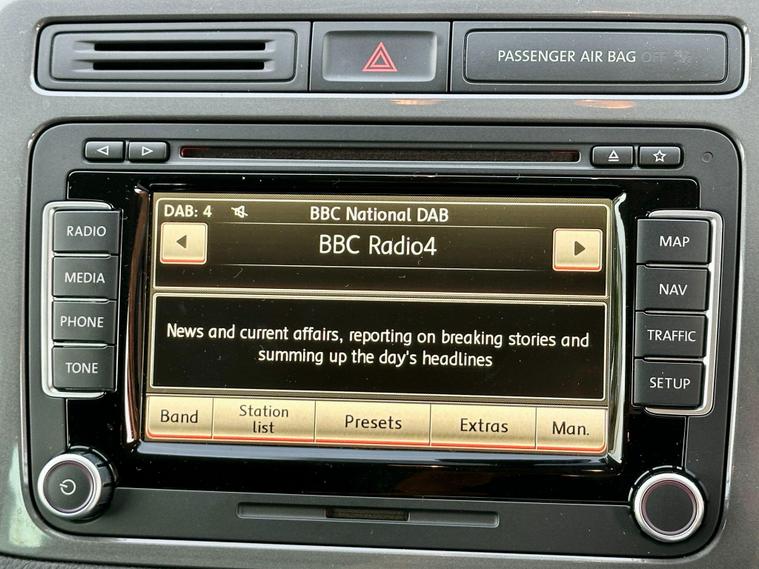 PASSENGER AIR BAG OFF
RADIO
MEDIA
PHONE
TONE
DAB: 4
BBC National DAB
BBC Radio4
News and current affairs, reporting on breaking stories and
summing up the day's headlines
Band
Station
list
Presets
Extras
Man.
MAP
NAV
TRAFFIC
SETUP